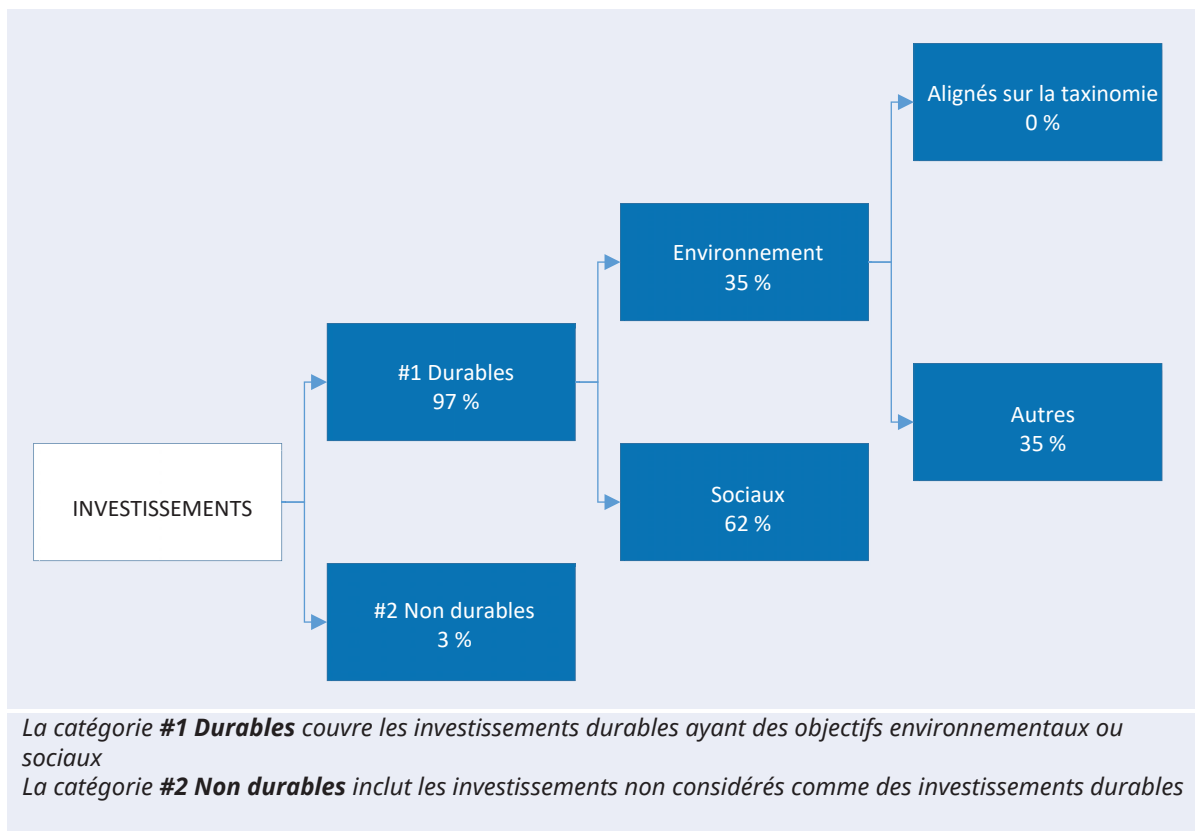 Alignés sur la taxinomie
0 %
Environnement
35 %
#1 Durables
97 %
Autres
35 %
INVESTISSEMENTS
Sociaux
62 %
#2 Non durables
3 %
La catégorie #1 Durables couvre les investissements durables ayant des objectifs environnementaux ou
sociaux
La catégorie #2 Non durables inclut les investissements non considérés comme des investissements durables